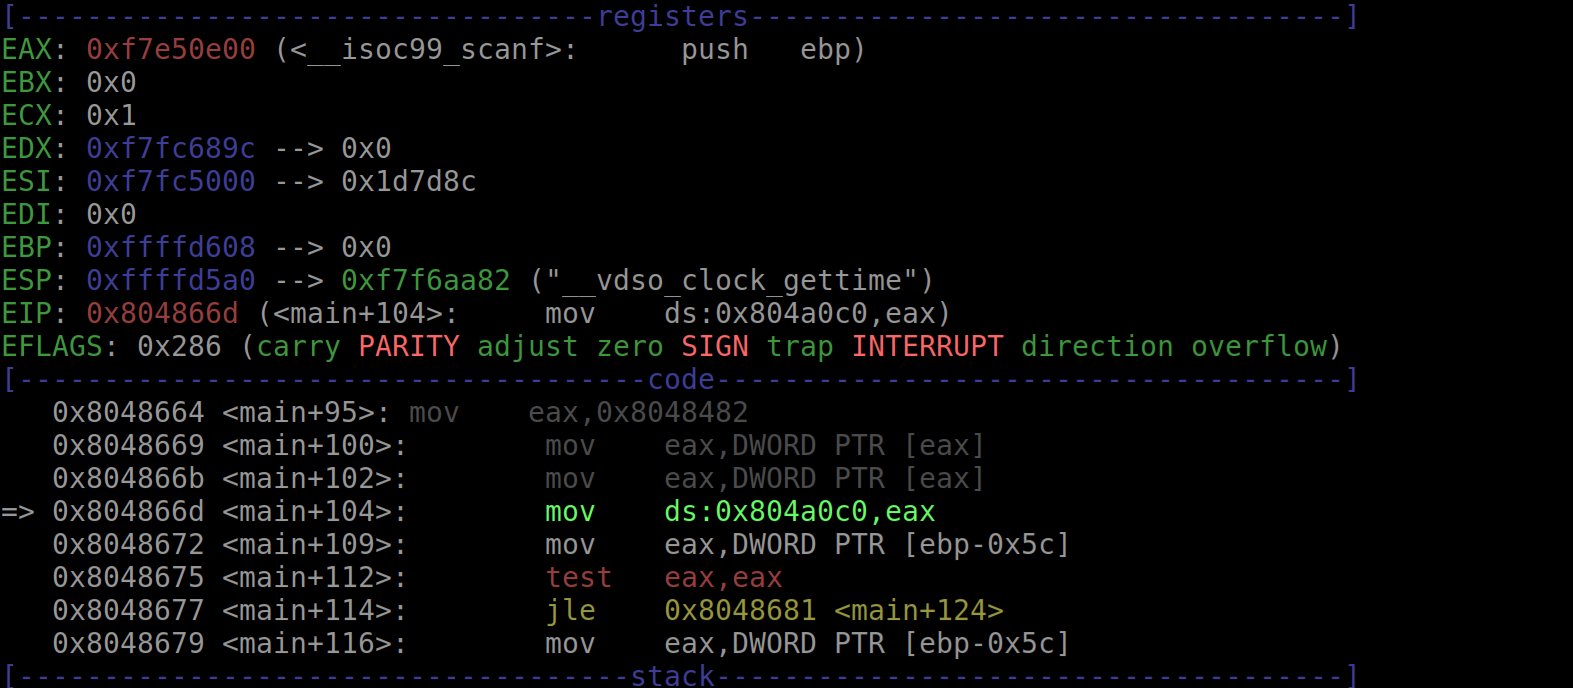 [----------------------------------registers-----------------------------------]
EAX: 0xf7e50e00 (<__isoc99_scanf>:      push   ebp)
EBX: 0x0
ECX: 0x1
EDX: 0xf7fc689c --> 0x0
ESI: 0xf7fc5000 --> 0x1d7d8c
EDI: 0x0
EBP: 0xffffd608 --> 0x0
ESP: 0xffffd5a0 --> 0xf7f6aa82 ("__vdso_clock_gettime")
EIP: 0x804866d (<main+104>:     mov    ds:0x804a0c0,eax)
EFLAGS: 0x286 (carry PARITY adjust zero SIGN trap INTERRUPT direction overflow)
[-------------------------------------code-------------------------------------]
   0x8048664 <main+95>: mov    eax,0x8048482
   0x8048669 <main+100>:        mov    eax,DWORD PTR [eax]
   0x804866b <main+102>:        mov    eax,DWORD PTR [eax]
=> 0x804866d <main+104>:        mov    ds:0x804a0c0,eax
   0x8048672 <main+109>:        mov    eax,DWORD PTR [ebp-0x5c]
   0x8048675 <main+112>:        test   eax,eax
   0x8048677 <main+114>:        jle    0x8048681 <main+124>
   0x8048679 <main+116>:        mov    eax,DWORD PTR [ebp-0x5c]
[------------------------------------stack-------------------------------------]